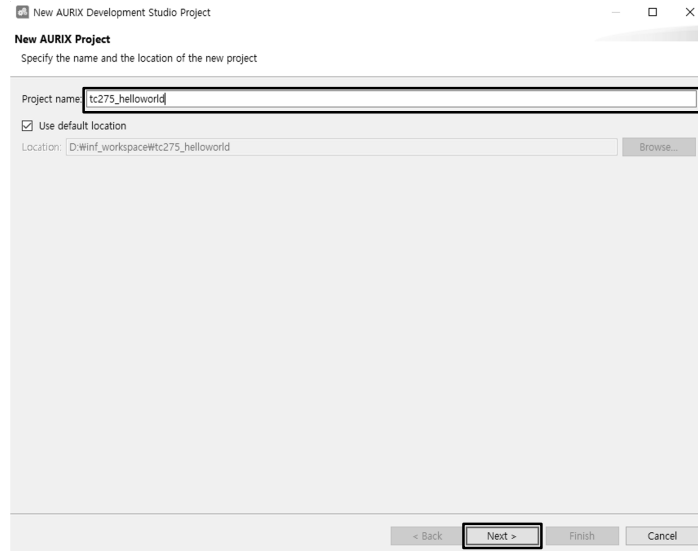 New AURIX Development Studio Project
New AURIX Project
Specify the name and the location of the new project
Project name: tc275_helloworld
Use default location
Location: D:₩inf_workspace₩tc275_helloworld Browse...
< Back Next > Finish Cancel